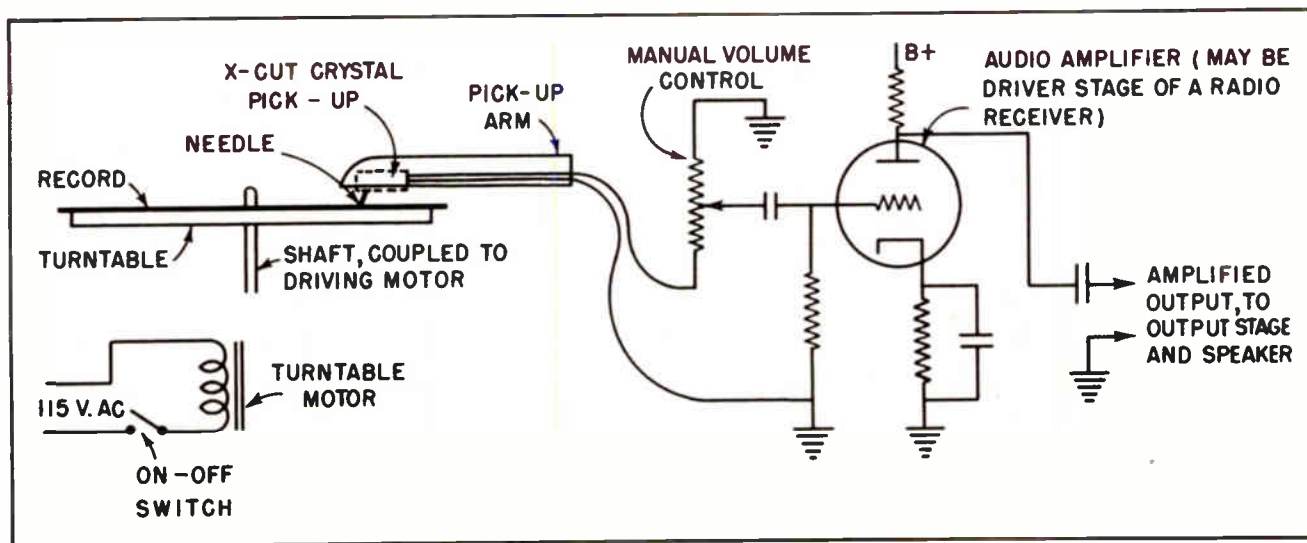 X-CUT CRYSTAL
PICK-UP
NEEDLE
RECORD
TURNTABLE
SHAFT, COUPLED TO
DRIVING MOTOR
PICK-UP
ARM
MANUAL VOLUME
CONTROL
B+
AUDIO AMPLIFIER (MAY BE
DRIVER STAGE OF A RADIO
RECEIVER)
AMPLIFIED
OUTPUT, TO
OUTPUT STAGE
AND SPEAKER
115 V. AC
TURNTABLE
MOTOR
ON-OFF
SWITCH